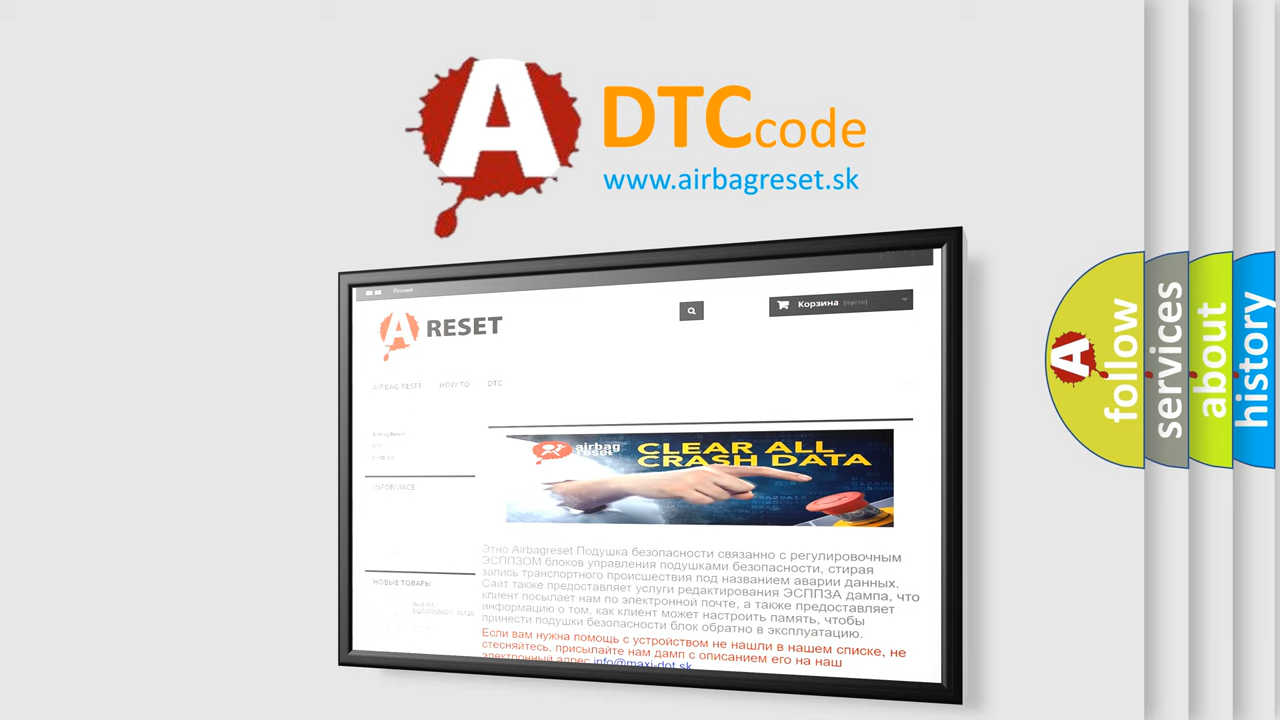 A DTC code
www.airbagreset.sk
Русский
A RESET
Корзина (пусто)
AIRBAG RESET HOW TO DTC
INFORMACE
НОВЫЕ ТОВАРЫ
airbag reset
CLEAR ALL
CRASH DATA
Этно Airbagreset Подушка безопасности связанно с регулировочным
ЭСППЗОМ блоков управления подушками безопасности, стирая
запись транспортного происшествия под названием аварии данных.
Сайт также предоставляет услуги редактирования ЭСППЗА дампа, что
клиент посылает нам по электронной почте, а также предоставляет
информацию о том, как клиент может настроить память, чтобы
принести подушки безопасности блок обратно в эксплуатацию.
Если вам нужна помощь с устройством не нашли в нашем списке, не
стесняйтесь, присылайте нам дамп с описанием его на наш
электронный адрес info@maxi-dot.sk
A follow
services
about
history